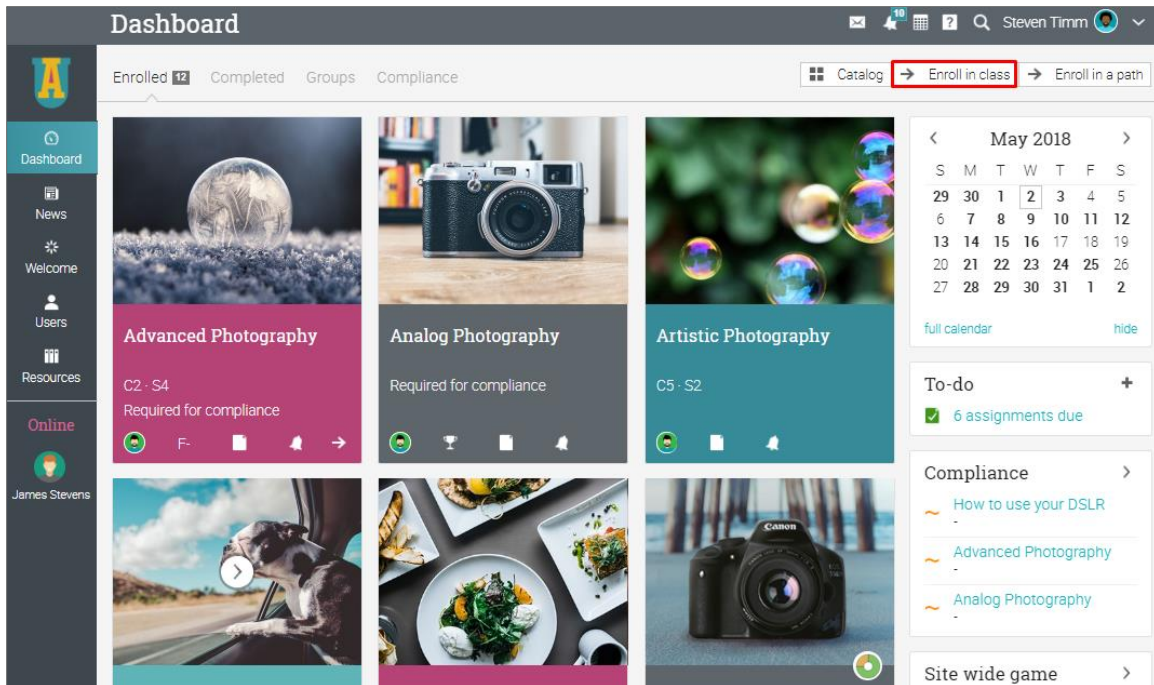 Dashboard
10
?
Steven Timm
A
Dashboard
News
Welcome
Users
Resources
Online
James Stevens
Enrolled 12 Completed Groups Compliance
Catalog Enroll in class Enroll in a path
Advanced Photography
C2 · S4
Required for compliance
F-
Analog Photography
Required for compliance
Artistic Photography
C5 · S2
Canon
May 2018
S M T W T F S
29 30 1 2 3 4 5
6 7 8 9 10 11 12
13 14 15 16 17 18 19
20 21 22 23 24 25 26
27 28 29 30 31 1 2
full calendar hide
To-do +
6 assignments due
Compliance
How to use your DSLR
-
Advanced Photography
-
Analog Photography
-
Site wide game